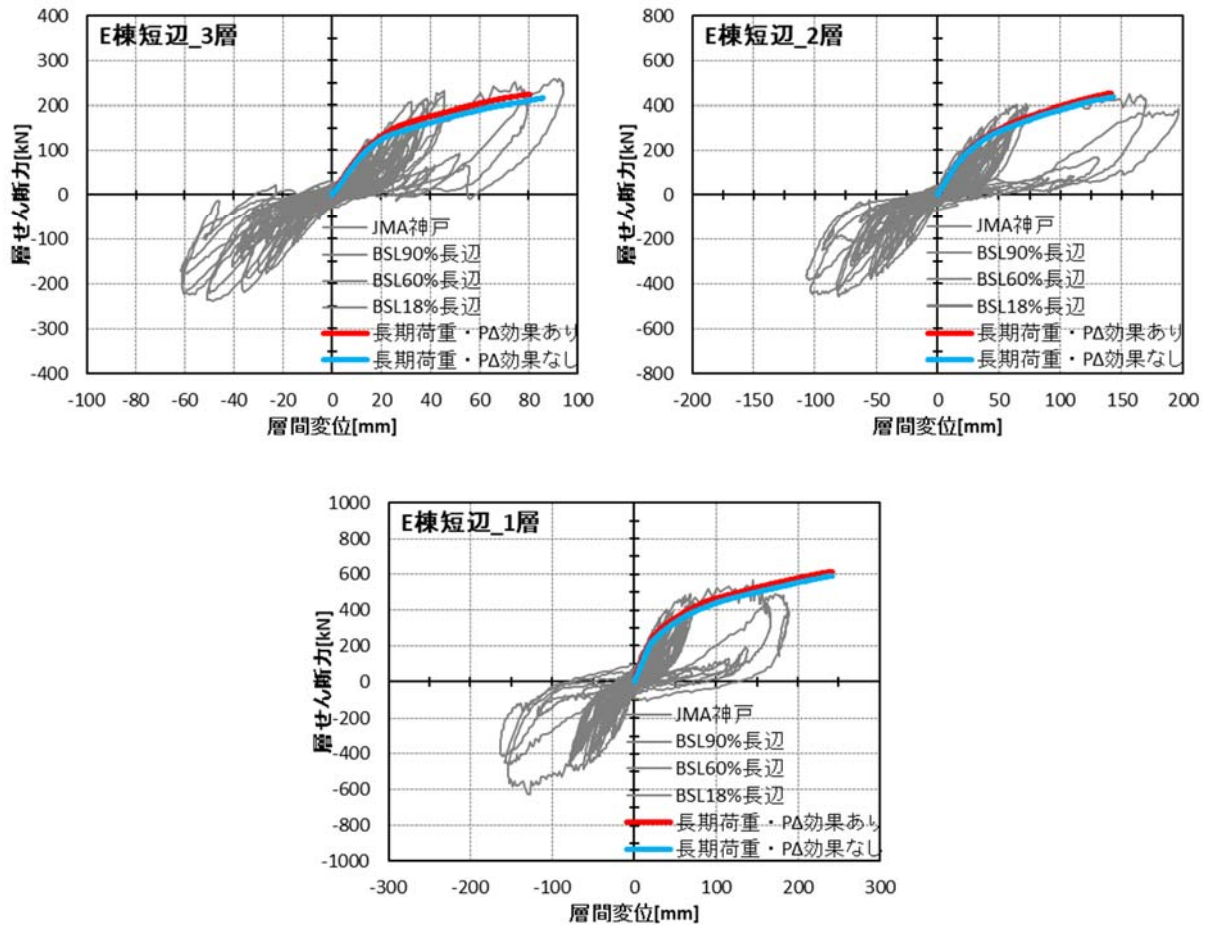 E棟短辺_3層
400
300
200
100
0
-100
-200
-300
-400
層せん断力[kN]
JMA神戸
BSL90%長辺
BSL60%長辺
BSL18%長辺
長期荷重・PΔ効果あり
長期荷重・PΔ効果なし
-100 -80 -60 -40 -20 0 20 40 60 80 100
層間変位[mm]
E棟短辺_2層
800
600
400
200
0
-200
-400
-600
-800
層せん断力[kN]
JMA神戸
BSL90%長辺
BSL60%長辺
BSL18%長辺
長期荷重・PΔ効果あり
長期荷重・PΔ効果なし
-200 -150 -100 -50 0 50 100 150 200
層間変位[mm]
E棟短辺_1層
1000
800
600
400
200
0
-200
-400
-600
-800
-1000
層せん断力[kN]
JMA神戸
BSL90%長辺
BSL60%長辺
BSL18%長辺
長期荷重・PΔ効果あり
長期荷重・PΔ効果なし
-300 -200 -100 0 100 200 300
層間変位[mm]